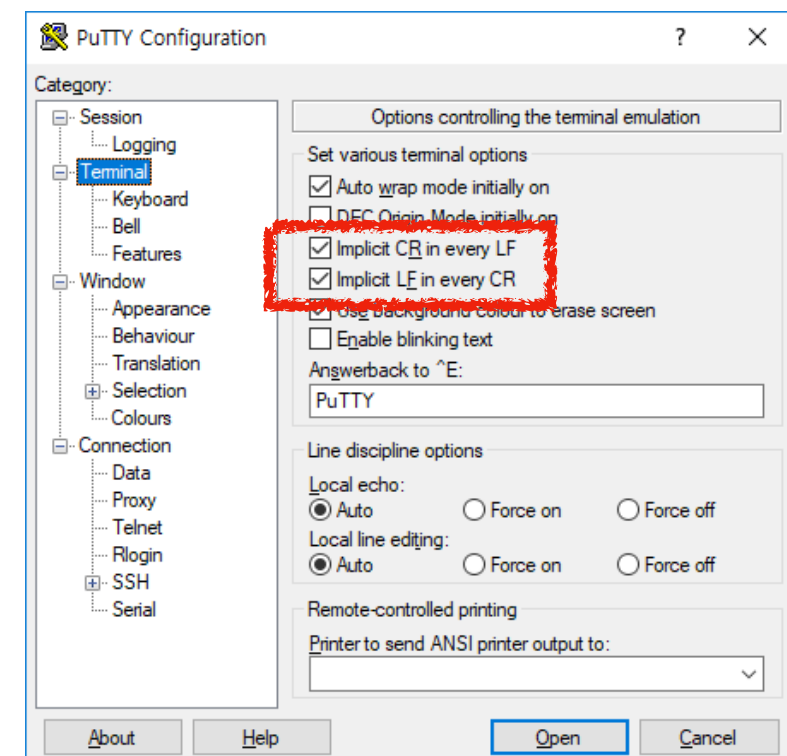 PuTTY Configuration
?
Category:
Session
Logging
Terminal
Keyboard
Bell
Features
Window
Appearance
Behaviour
Translation
Selection
Colours
Connection
Data
Proxy
Telnet
Rlogin
SSH
Serial
Options controlling the terminal emulation
Set various terminal options
Auto wrap mode initially on
DEC Origin Mode initially on
Implicit CR in every LF
Implicit LF in every CR
Use background colour to erase screen
Enable blinking text
Answerback to ^E:
PuTTY
Line discipline options
Local echo:
Auto Force on Force off
Local line editing:
Auto Force on Force off
Remote-controlled printing
Printer to send ANSI printer output to:
About Help Open Cancel